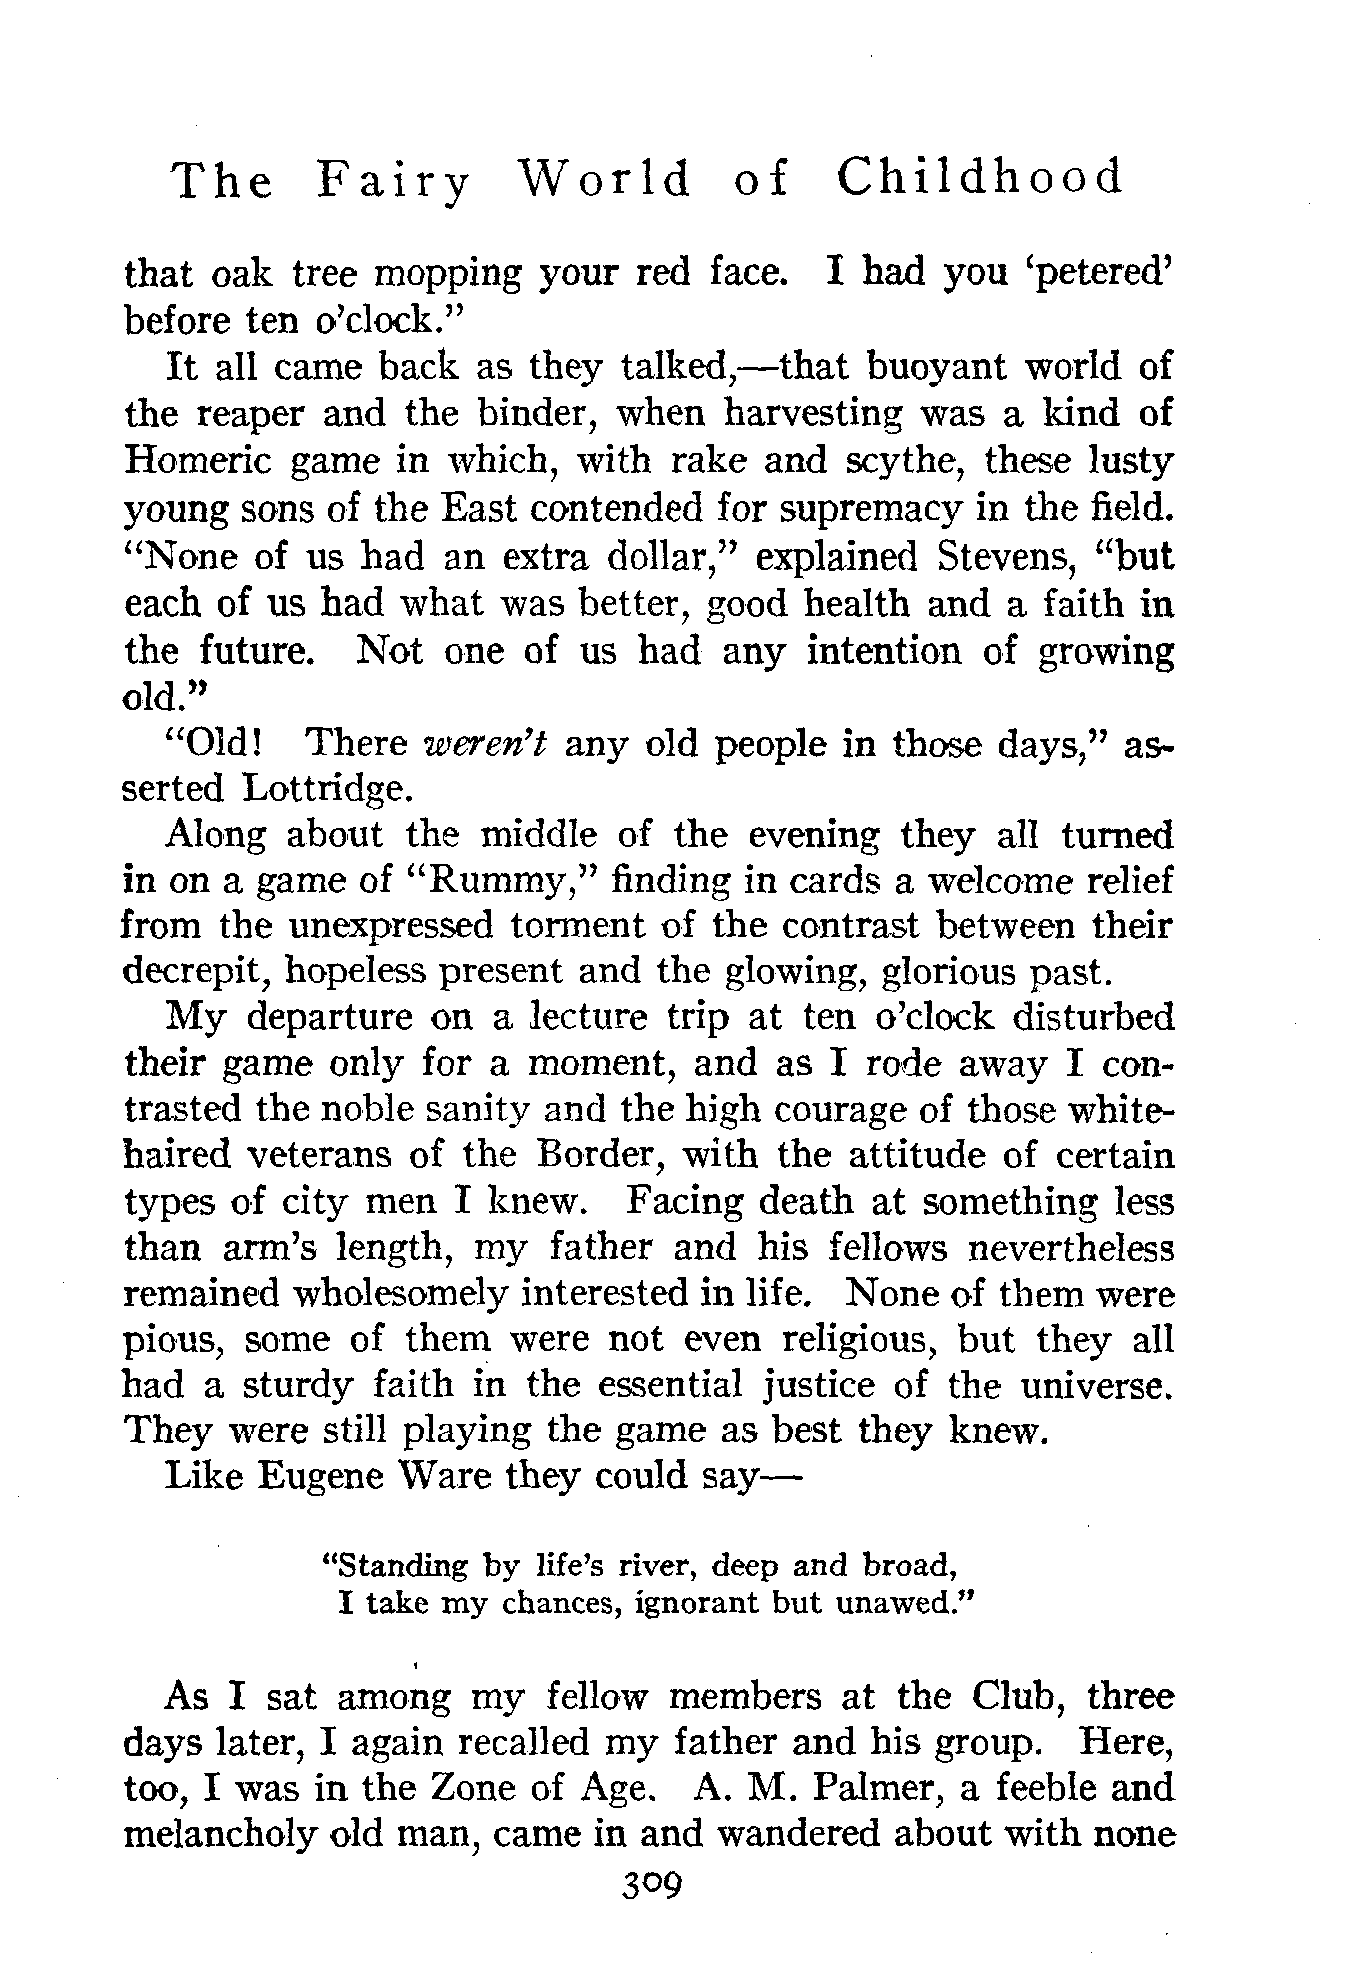 The Fairy World of Childhood
that oak tree mopping your red face. I had you ‘petered’
before ten o’clock.”
It all came back as they talked,—that buoyant world of
the reaper and the binder, when harvesting was a kind of
Homeric game in which, with rake and scythe, these lusty
young sons of the East contended for supremacy in the field.
“None of us had an extra dollar,” explained Stevens, “but
each of us had what was better, good health and a faith in
the future. Not one of us had any intention of growing
old.”
“Old! There weren’t any old people in those days,” as-
serted Lottridge.
Along about the middle of the evening they all turned
in on a game of “Rummy,” finding in cards a welcome relief
from the unexpressed torment of the contrast between their
decrepit, hopeless present and the glowing, glorious past.
My departure on a lecture trip at ten o’clock disturbed
their game only for a moment, and as I rode away I con-
trasted the noble sanity and the high courage of those white-
haired veterans of the Border, with the attitude of certain
types of city men I knew. Facing death at something less
than arm’s length, my father and his fellows nevertheless
remained wholesomely interested in life. None of them were
pious, some of them were not even religious, but they all
had a sturdy faith in the essential justice of the universe.
They were still playing the game as best they knew.
Like Eugene Ware they could say—
“Standing by life’s river, deep and broad,
I take my chances, ignorant but unawed.”
As I sat among my fellow members at the Club, three
days later, I again recalled my father and his group. Here,
too, I was in the Zone of Age. A. M. Palmer, a feeble and
melancholy old man, came in and wandered about with none
309